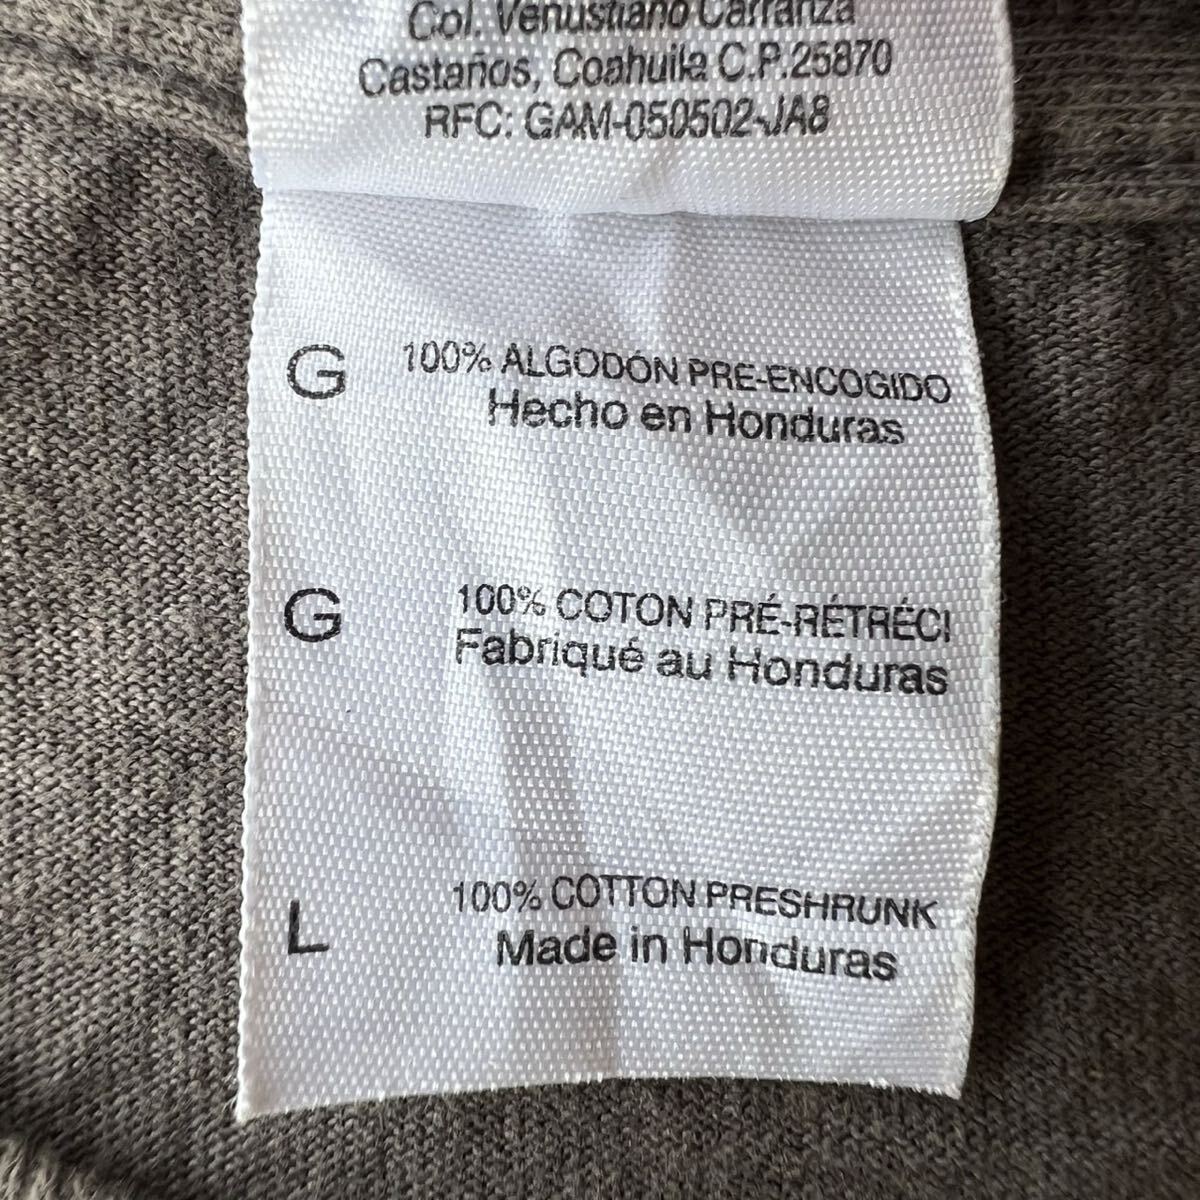 Col. Venustiano Carranza
Castaños, Coahuila C.P.25870
RFC: GAM-050502-JA8
G 100% ALGODÓN PRE-ENCOGIDO
Hecho en Honduras
G 100% COTON PRÉ-RÉTRÉCI
Fabriqué au Honduras
L 100% COTTON PRESHRUNK
Made in Honduras